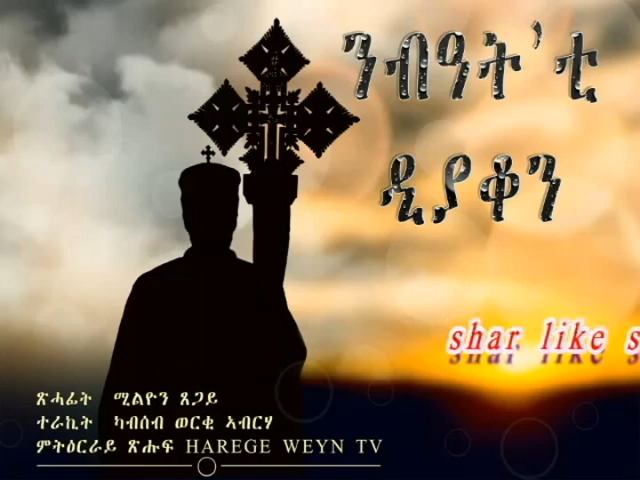 ንብዓት'ቲ
ዲያቆን
shar like s
ጽሓፊት ሚልዮን ጸጋይ
ተራኪት ካብሰብ ወርቂ ኣብርሃ
ምትዕርራይ ጽሑፍ HAREGE WEYN TV